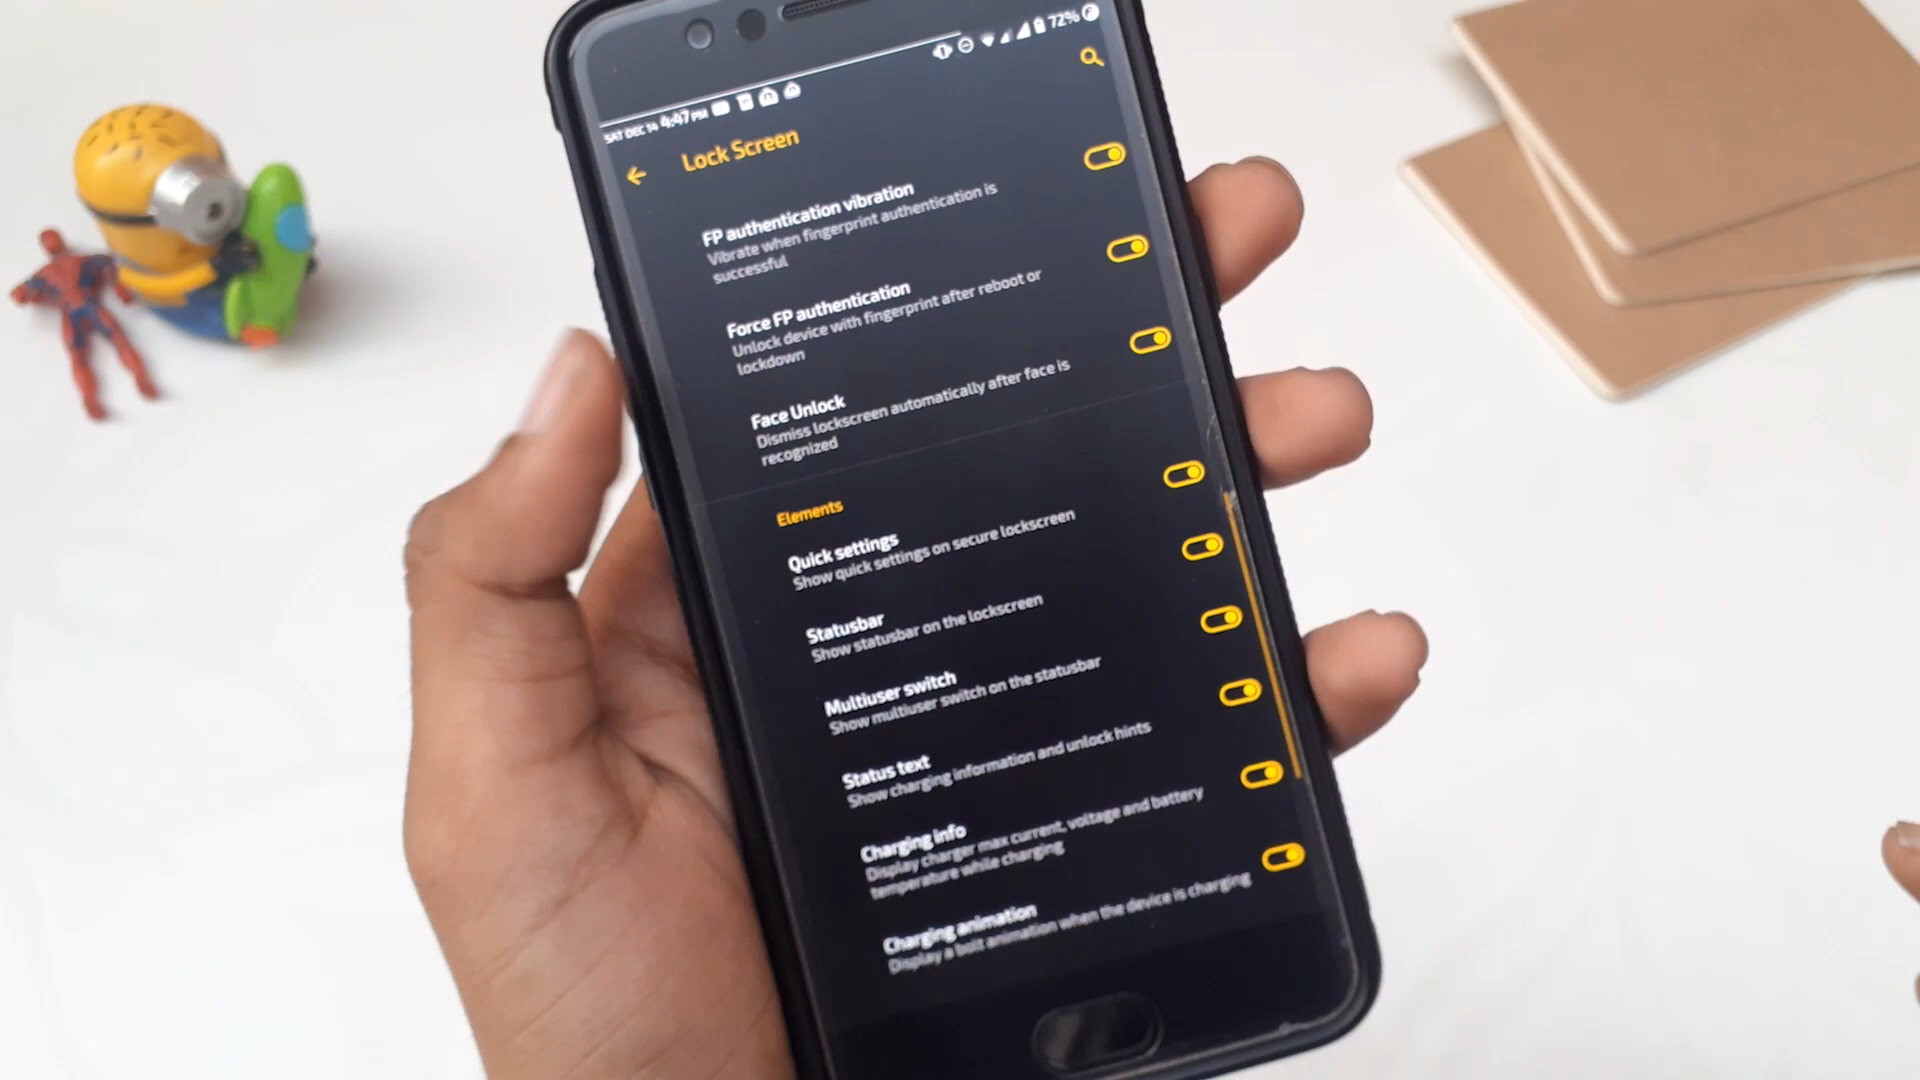 SAT DEC 14 4:47PM
72%
Lock Screen
FP authentication vibration
Vibrate when fingerprint authentication is
successful
Force FP authentication
Unlock device with fingerprint after reboot or
lockdown
Face Unlock
Dismiss lockscreen automatically after face is
recognized
Elements
Quick settings
Show quick settings on secure lockscreen
Statusbar
Show statusbar on the lockscreen
Multiuser switch
Show multiuser switch on the statusbar
Status text
Show charging information and unlock hints
Charging info
Display charger max current, voltage and battery
temperature while charging
Charging animation
Display a bolt animation when the device is charging